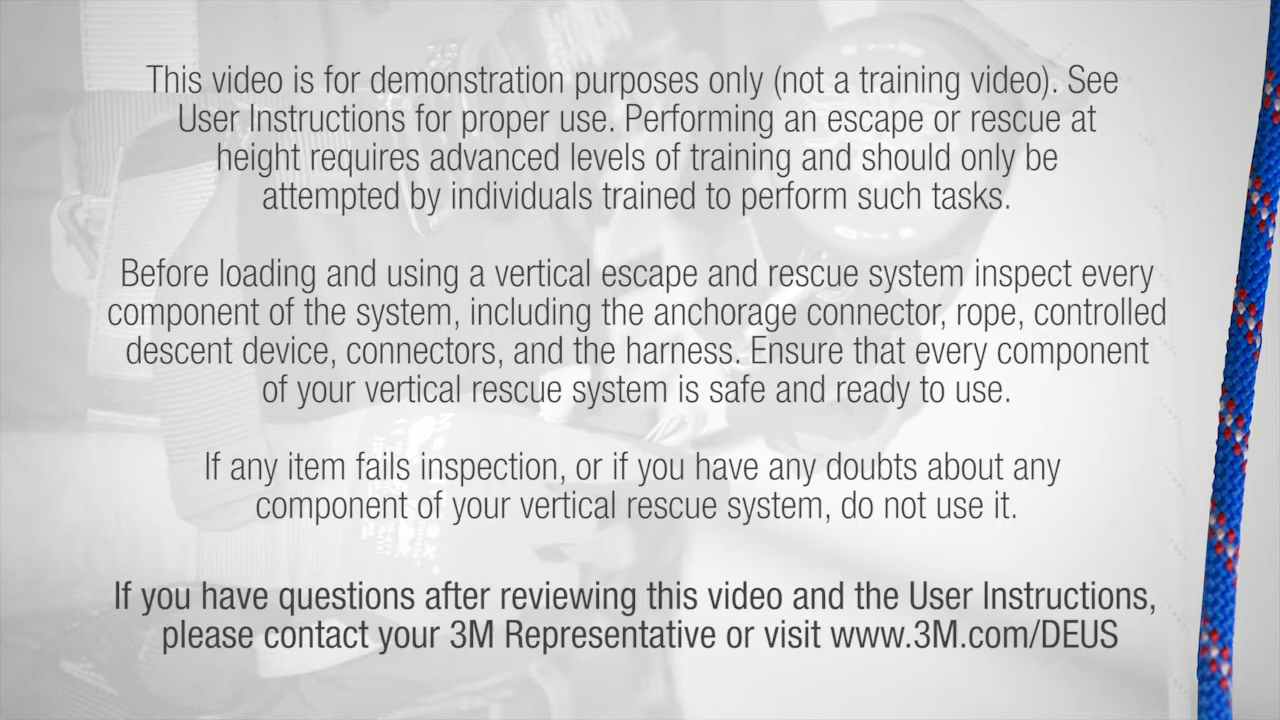 This video is for demonstration purposes only (not a training video). See
User Instructions for proper use. Performing an escape or rescue at
height requires advanced levels of training and should only be
attempted by individuals trained to perform such tasks.
Before loading and using a vertical escape and rescue system inspect every
component of the system, including the anchorage connector, rope, controlled
descent device, connectors, and the harness. Ensure that every component
of your vertical rescue system is safe and ready to use.
If any item fails inspection, or if you have any doubts about any
component of your vertical rescue system, do not use it.
If you have questions after reviewing this video and the User Instructions,
please contact your 3M Representative or visit www.3M.com/DEUS